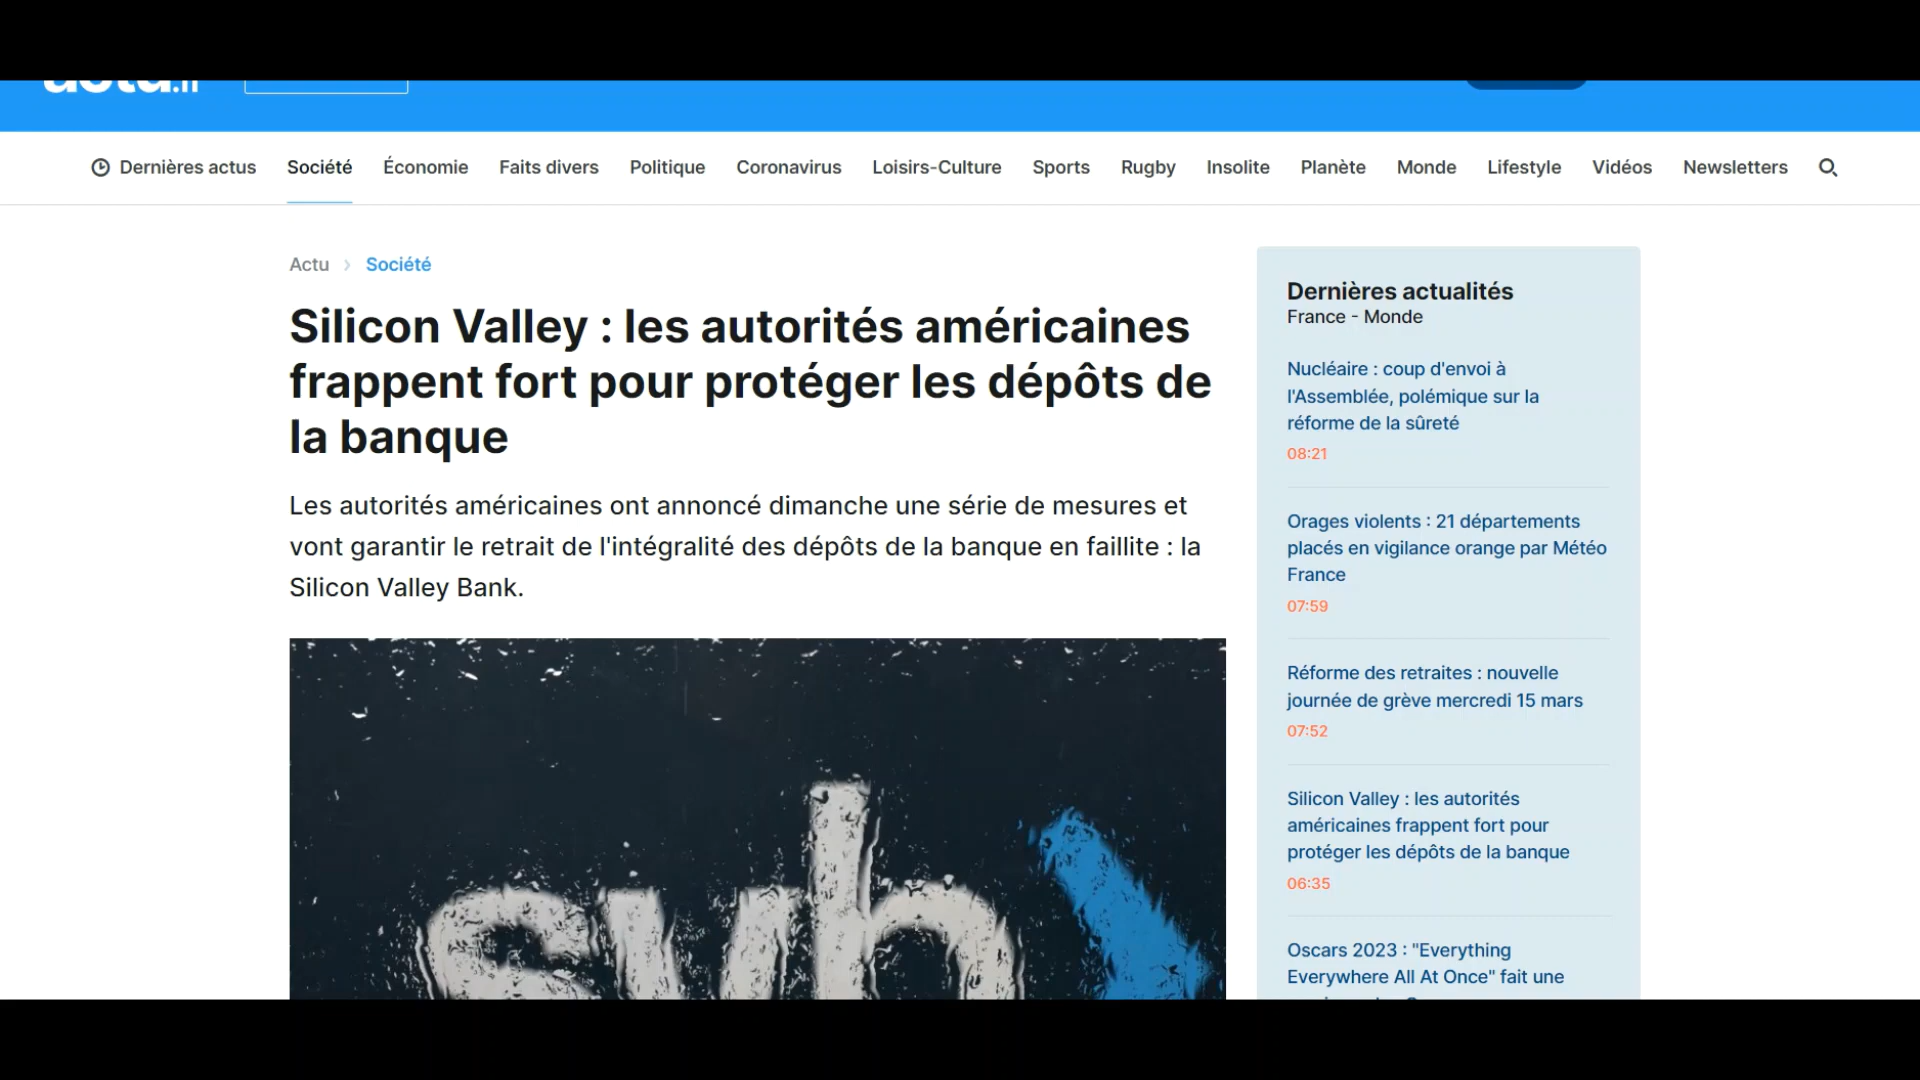 Dernières actus Société Économie Faits divers Politique Coronavirus Loisirs-Culture Sports Rugby Insolite Planète Monde Lifestyle Vidéos Newsletters
Actu > Société
Silicon Valley : les autorités américaines
frappent fort pour protéger les dépôts de
la banque
Les autorités américaines ont annoncé dimanche une série de mesures et
vont garantir le retrait de l'intégralité des dépôts de la banque en faillite : la
Silicon Valley Bank.
svb
Dernières actualités
France - Monde
Nucléaire : coup d'envoi à
l'Assemblée, polémique sur la
réforme de la sûreté
08:21
Orages violents : 21 départements
placés en vigilance orange par Météo
France
07:59
Réforme des retraites : nouvelle
journée de grève mercredi 15 mars
07:52
Silicon Valley : les autorités
américaines frappent fort pour
protéger les dépôts de la banque
06:35
Oscars 2023 : "Everything
Everywhere All At Once" fait une